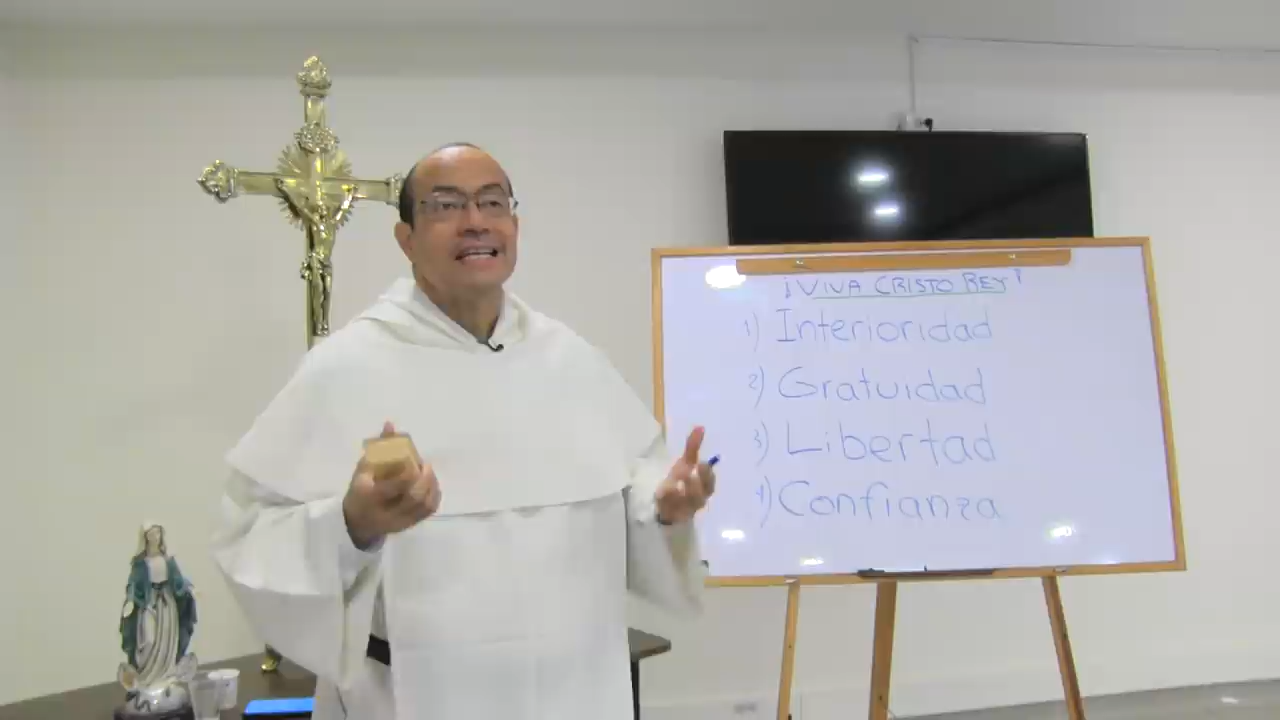 ¡VIVA CRISTO REY!
1) Interioridad
2) Gratuidad
3) Libertad
4) Confianza